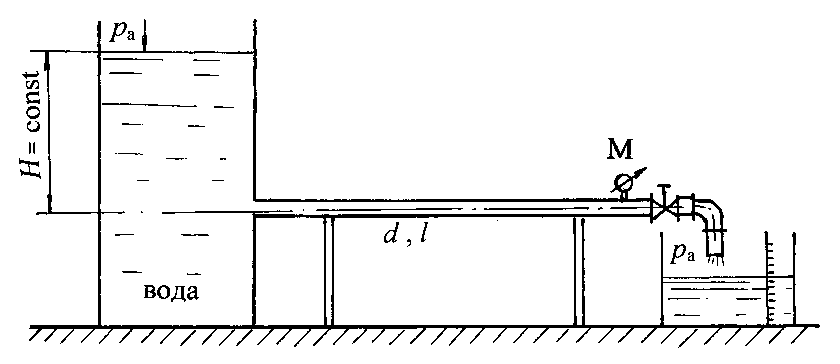 pа
H = const
М
d , l
pа
вода